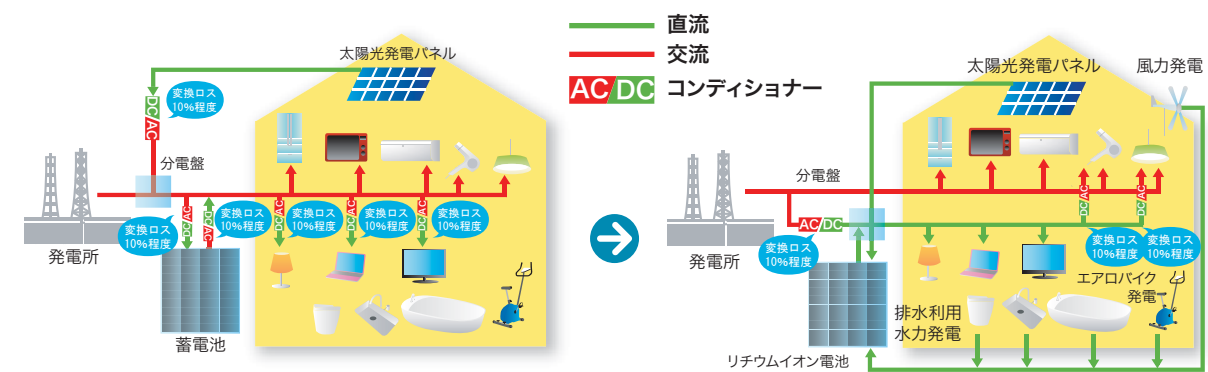 直流
交流
AC/DC コンディショナー
太陽光発電パネル
変換ロス
10%程度
DC/AC
分電盤
発電所
DC/AC
DC/AC
変換ロス
10%程度
変換ロス
10%程度
DC/AC
変換ロス
10%程度
DC/AC
変換ロス
10%程度
DC/AC
変換ロス
10%程度
蓄電池
太陽光発電パネル
風力発電
分電盤
発電所
AC/DC
変換ロス
10%程度
DC/AC
DC/AC
変換ロス
10%程度
変換ロス
10%程度
エアロバイク
発電
排水利用
水力発電
リチウムイオン電池